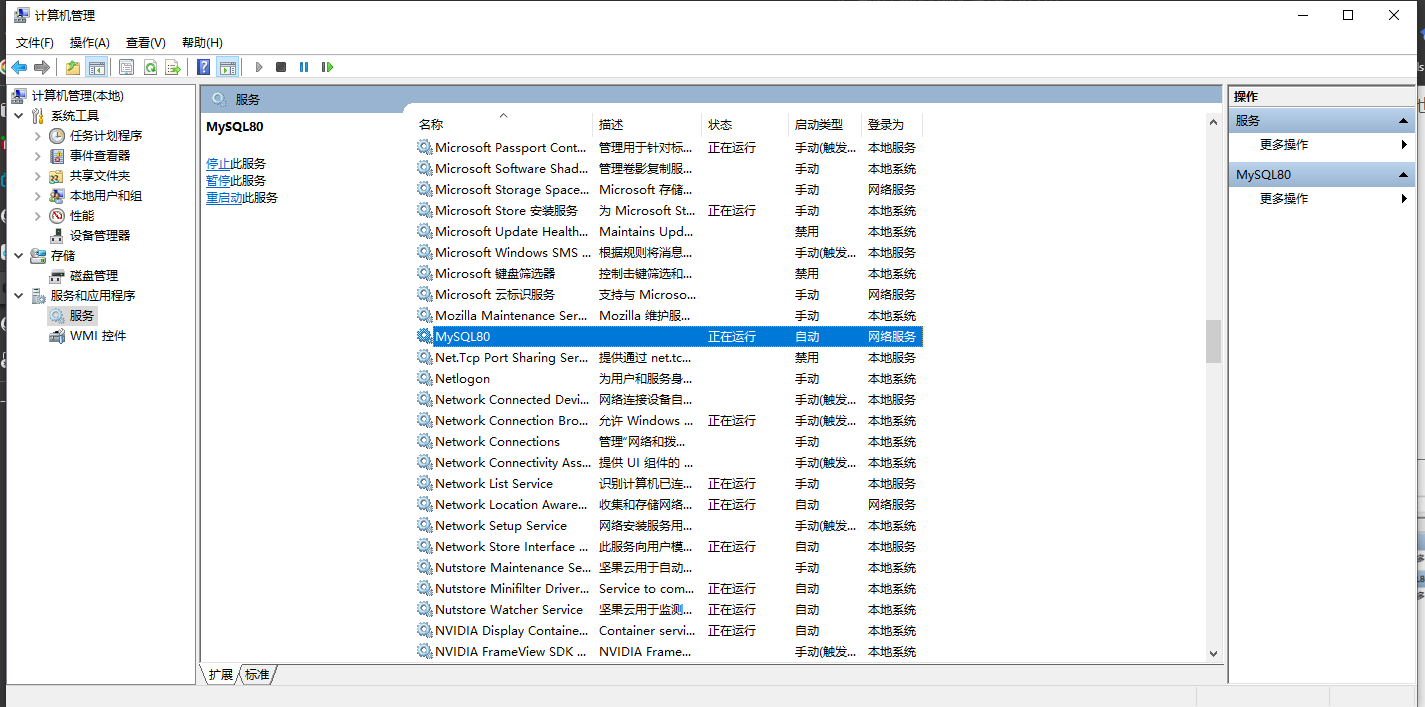 计算机管理
文件(F) 操作(A) 查看(V) 帮助(H)
计算机管理(本地)
系统工具
任务计划程序
事件查看器
共享文件夹
本地用户和组
性能
设备管理器
存储
磁盘管理
服务和应用程序
服务
WMI 控件
服务
MySQL80
停止此服务
暂停此服务
重启动此服务
名称 描述 状态 启动类型 登录为
Microsoft Passport Cont... 管理用于针对标... 正在运行 手动(触发... 本地服务
Microsoft Software Shad... 管理卷影复制服... 手动 本地系统
Microsoft Storage Space... Microsoft 存储... 手动 网络服务
Microsoft Store 安装服务 为 Microsoft St... 正在运行 手动 本地系统
Microsoft Update Health... Maintains Upd... 禁用 本地系统
Microsoft Windows SMS ... 根据规则将消息... 手动(触发... 本地服务
Microsoft 键盘筛选器 控制击键筛选和... 禁用 本地系统
Microsoft 云标识服务 支持与 Microso... 手动 网络服务
Mozilla Maintenance Ser... Mozilla 维护服... 手动 本地系统
MySQL80 正在运行 自动 网络服务
Net.Tcp Port Sharing Ser... 提供通过 net.tc... 禁用 本地服务
Netlogon 为用户和服务身... 手动 本地系统
Network Connected Devi... 网络连接设备自... 手动(触发... 本地服务
Network Connection Bro... 允许 Windows ... 正在运行 手动(触发... 本地系统
Network Connections 管理“网络和拨... 手动 本地系统
Network Connectivity Ass... 提供 UI 组件的 ... 手动(触发... 本地系统
Network List Service 识别计算机已连... 正在运行 手动 本地服务
Network Location Aware... 收集和存储网络... 正在运行 自动 网络服务
Network Setup Service 网络安装服务用... 手动(触发... 本地系统
Network Store Interface ... 此服务向用户模... 正在运行 自动 本地服务
Nutstore Maintenance Se... 坚果云用于自动... 手动 本地系统
Nutstore Minifilter Driver... Service to com... 正在运行 自动 本地系统
Nutstore Watcher Service 坚果云用于监测... 正在运行 自动 本地系统
NVIDIA Display Containe... Container servi... 正在运行 自动 本地系统
NVIDIA FrameView SDK ... NVIDIA Frame... 手动(触发... 本地系统
扩展 标准
操作
服务
更多操作
MySQL80
更多操作